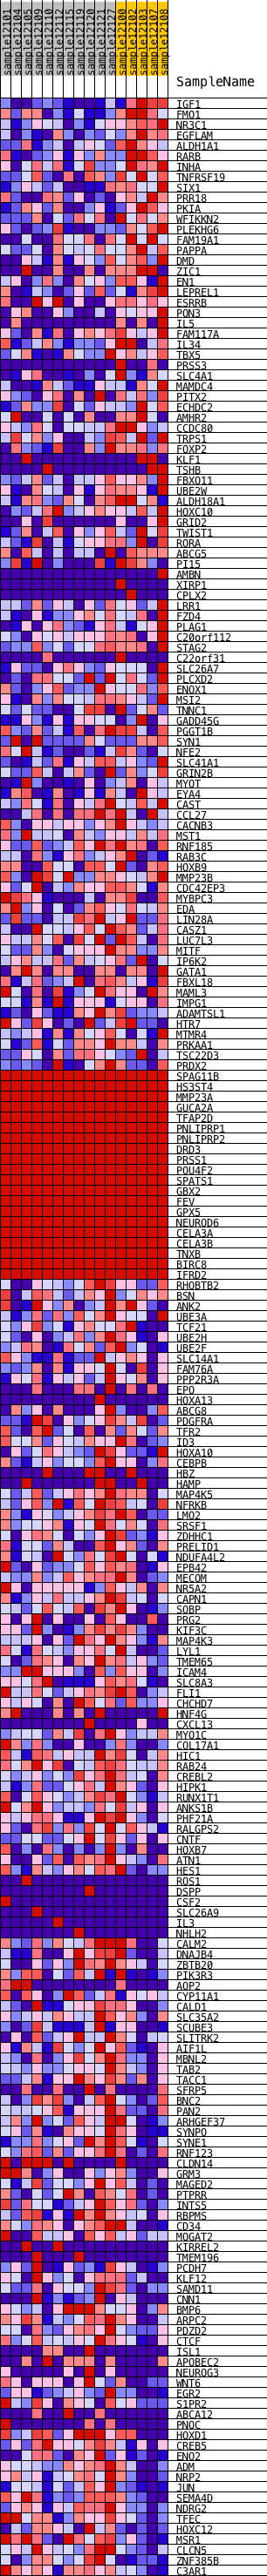 sample12101
sample12104
sample12105
sample12109
sample12110
sample12115
sample12119
sample12120
sample12100
sample12102
sample12103
sample12107
sample12108
SampleName
IGF1
FMO1
NR3C1
EGFLAM
ALDH1A1
RARB
INHA
TNFRSF19
SIX1
PRR18
PKIA
WFIKKN2
PLEKHG6
FAM19A1
PAPPA
DMD
ZIC1
EN1
LEPREL1
ESRRB
PON3
IL5
FAM117A
IL34
TBX5
PRSS3
SLC4A1
MAMDC4
PITX2
ECHDC2
AMHR2
CCDC80
TRPS1
FOXP2
KLF1
TSHB
FBXO11
UBE2W
ALDH18A1
HOXC10
GRID2
TWIST1
RORA
ABCG5
PI15
AMBN
XIRP1
CPLX2
LRR1
FZD4
PLAG1
C20orf112
STAG2
C22orf31
SLC26A7
PLCXD2
ENOX1
MSI2
TNNC1
GADD45G
PGGT1B
SYN1
NFE2
SLC41A1
GRIN2B
MYOT
EYA4
CAST
CCL27
CACNB3
MST1
RNF185
RAB3C
HOXB9
MMP23B
CDC42EP3
MYBPC3
EDA
LIN28A
CASZ1
LUC7L3
MITF
IP6K2
GATA1
FBXL18
MAML3
IMPG1
ADAMTSL1
HTR7
MTMR4
PRKAA1
TSC22D3
PRDX2
SPAG11B
HS3ST4
MMP23A
GUCA2A
TFAP2D
PNLIPRP1
PNLIPRP2
DRD3
PRSS1
POU4F2
SPATS1
GBX2
FEV
GPX5
NEUROD6
CELA3A
CELA3B
TNXB
BIRC8
IFRD2
RHOBTB2
BSN
ANK2
UBE3A
TCF21
UBE2H
UBE2F
SLC14A1
FAM76A
PPP2R3A
EPO
HOXA13
ABCG8
PDGFRA
TFR2
ID3
HOXA10
CEBPB
HBZ
HAMP
MAP4K5
NFRKB
LMO2
SRSF1
ZDHHC1
PRELID1
NDUFA4L2
EPB42
MECOM
NR5A2
CAPN1
SOBP
PRG2
KIF3C
MAP4K3
LYL1
TMEM65
ICAM4
SLC8A3
FLI1
CHCHD7
HNF4G
CXCL13
MYO1C
COL17A1
HIC1
RAB24
CREBL2
HIPK1
RUNX1T1
ANKS1B
PHF21A
RALGPS2
CNTF
HOXB7
ATN1
HES1
ROS1
DSPP
CSF2
SLC26A9
IL3
NHLH2
CALM2
DNAJB4
ZBTB20
PIK3R3
AOP2
CYP11A1
CALD1
SLC35A2
SCUBE3
SLITRK2
AIF1L
MBNL2
TAB2
TACC1
SFRP5
BNC2
PAN2
ARHGEF37
SYNPO
SYNE1
RNF123
CLDN14
GRM3
MAGED2
PTPRR
INTS5
RBPMS
CD34
MOGAT2
KIRREL2
TMEM196
PCDH7
KLF12
SAMD11
CNN1
BMP6
ARPC2
PDZD2
CTCF
ISL1
APOBEC2
NEUROG3
WNT6
EGR2
S1PR2
ABCA12
PNOC
HOXD1
CREB5
ENO2
ADM
NRP2
JUN
SEMA4D
NDRG2
TFEC
HOXC12
MSR1
CLCN5
ZNF385B
C3AR1